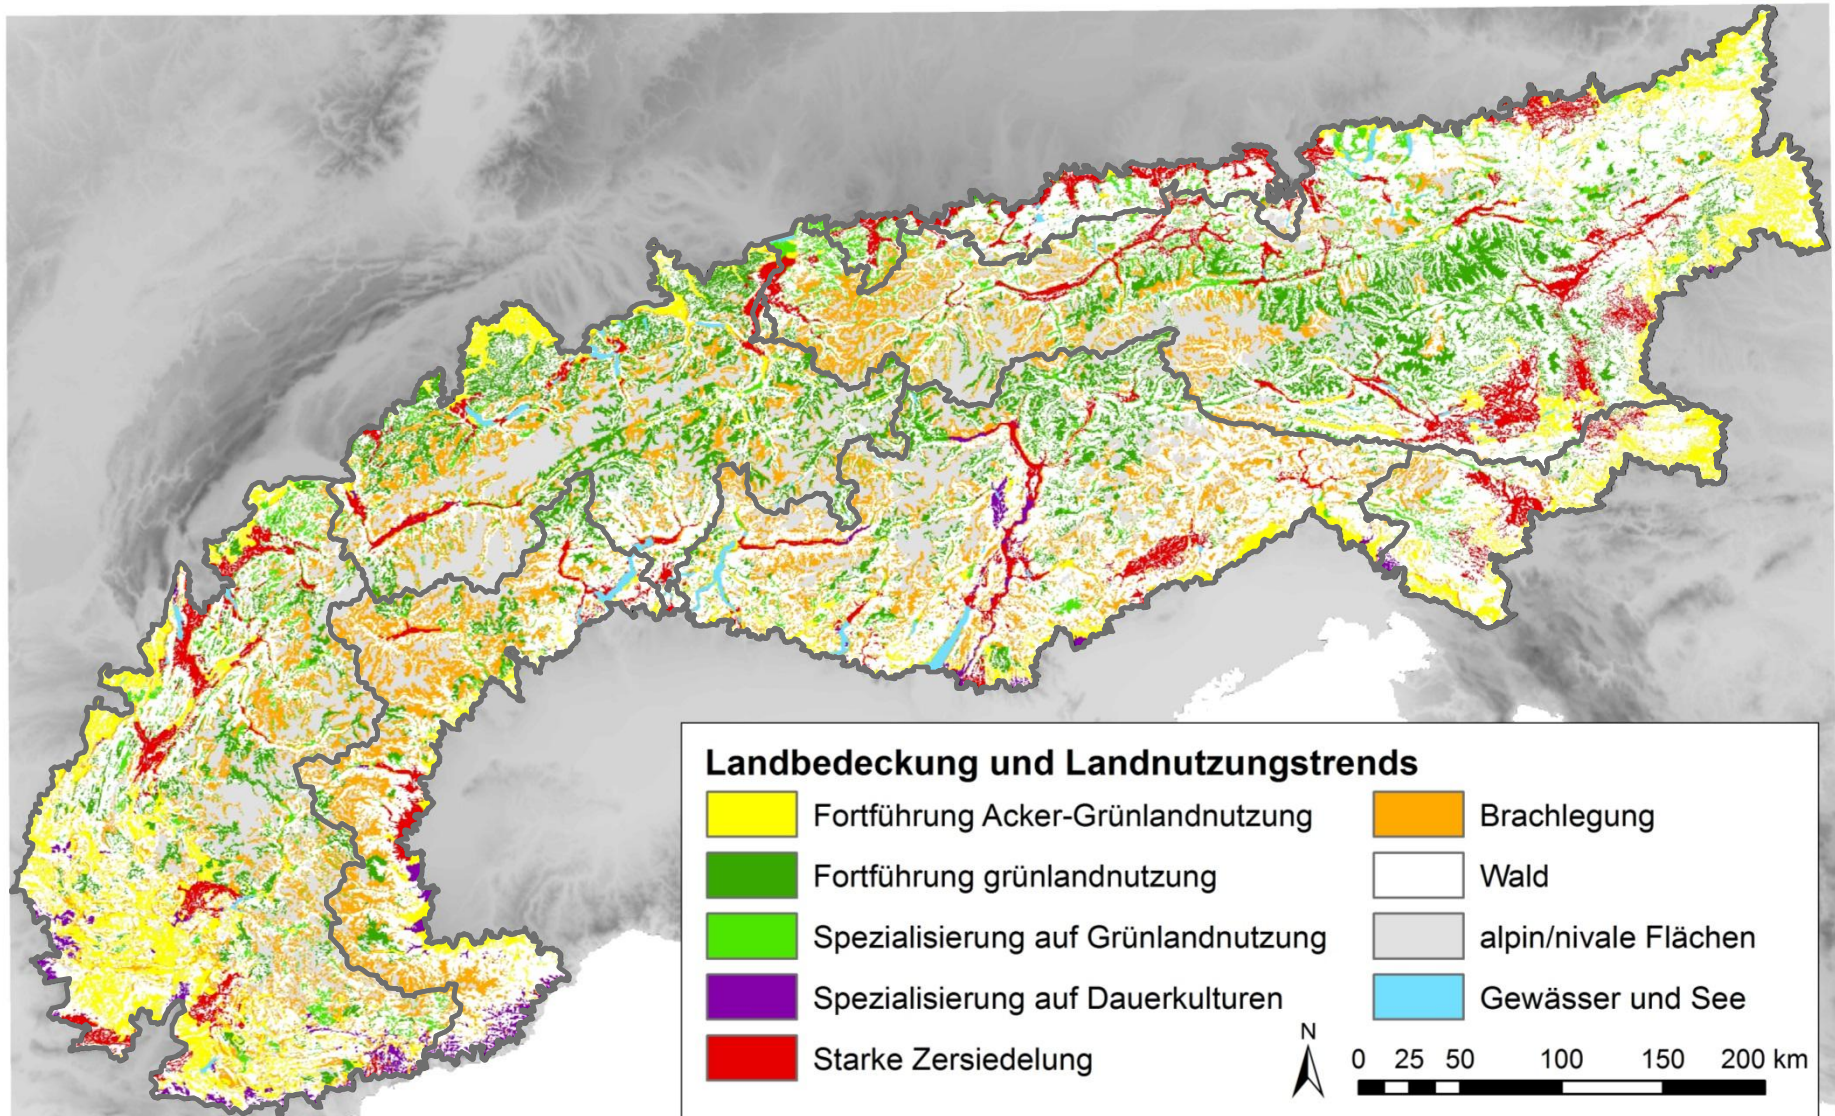 Landbedeckung und Landnutzungstrends
Fortführung Acker-Grünlandnutzung
Fortführung grünlandnutzung
Spezialisierung auf Grünlandnutzung
Spezialisierung auf Dauerkulturen
Starke Zersiedelung
Brachlegung
Wald
alpin/nivale Flächen
Gewässer und See
N
0 25 50 100 150 200 km